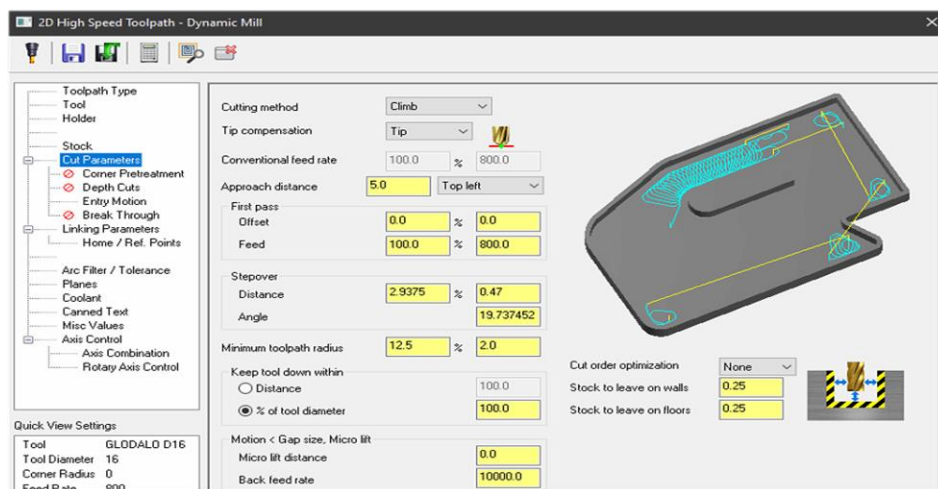 2D High Speed Toolpath - Dynamic Mill
Toolpath Type
Tool
Holder
Stock
Cut Parameters
Corner Pretreatment
Depth Cuts
Entry Motion
Break Through
Linking Parameters
Home / Ref. Points
Arc Filter / Tolerance
Planes
Coolant
Canned Text
Misc Values
Axis Control
Axis Combination
Rotary Axis Control
Quick View Settings
Tool GLODALO D16
Tool Diameter 16
Corner Radius 0
Feed Rate 800
Cutting method Climb
Tip compensation Tip
Conventional feed rate 100.0 % 800.0
Approach distance 5.0 Top left
First pass
Offset 0.0 % 0.0
Feed 100.0 % 800.0
Stepover
Distance 2.9375 % 0.47
Angle 19.737452
Minimum toolpath radius 12.5 % 2.0
Keep tool down within
Distance 100.0
% of tool diameter 100.0
Motion < Gap size, Micro lift
Micro lift distance 0.0
Back feed rate 10000.0
Cut order optimization None
Stock to leave on walls 0.25
Stock to leave on floors 0.25